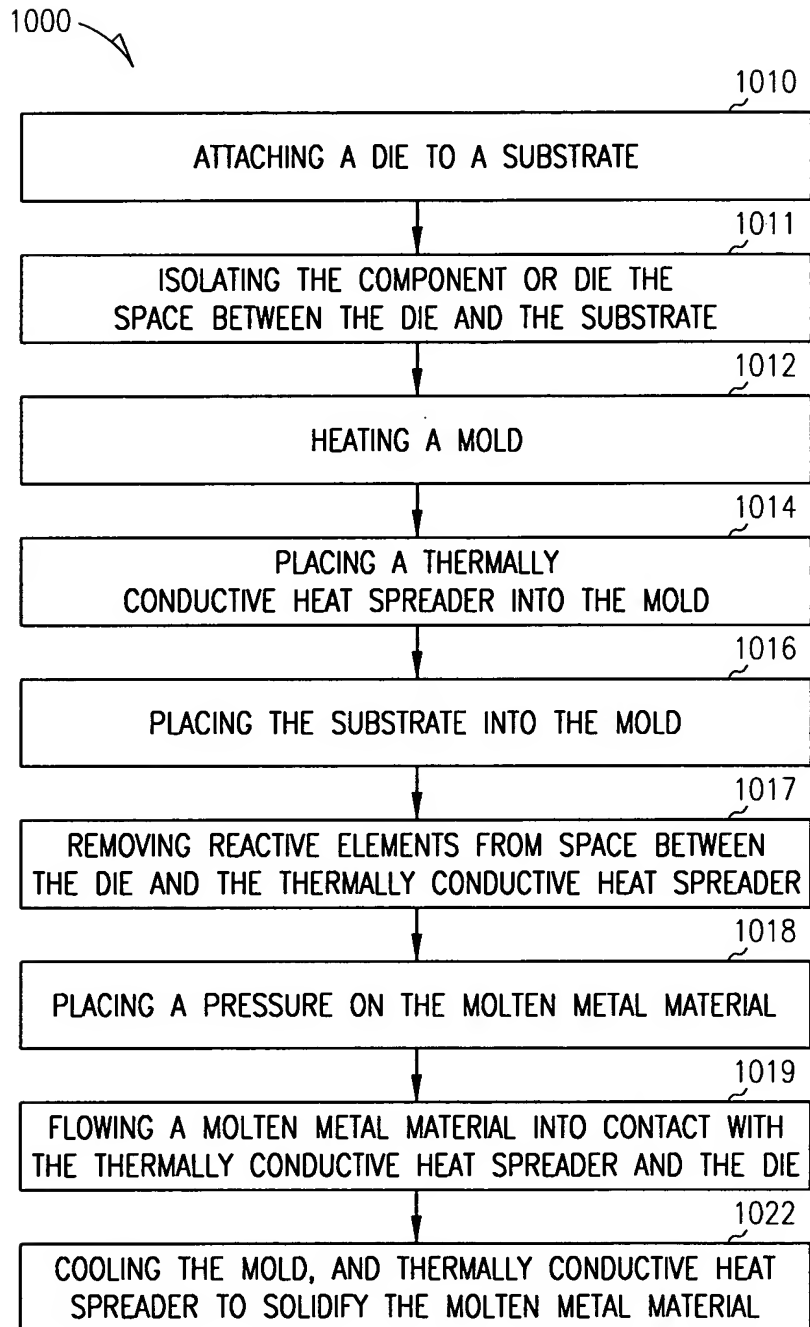 1000
1010
ATTACHING A DIE TO A SUBSTRATE
1011
ISOLATING THE COMPONENT OR DIE THE
SPACE BETWEEN THE DIE AND THE SUBSTRATE
1012
HEATING A MOLD
1014
PLACING A THERMALLY
CONDUCTIVE HEAT SPREADER INTO THE MOLD
1016
PLACING THE SUBSTRATE INTO THE MOLD
1017
REMOVING REACTIVE ELEMENTS FROM SPACE BETWEEN
THE DIE AND THE THERMALLY CONDUCTIVE HEAT SPREADER
1018
PLACING A PRESSURE ON THE MOLTEN METAL MATERIAL
1019
FLOWING A MOLTEN METAL MATERIAL INTO CONTACT WITH
THE THERMALLY CONDUCTIVE HEAT SPREADER AND THE DIE
1022
COOLING THE MOLD, AND THERMALLY CONDUCTIVE HEAT
SPREADER TO SOLIDIFY THE MOLTEN METAL MATERIAL